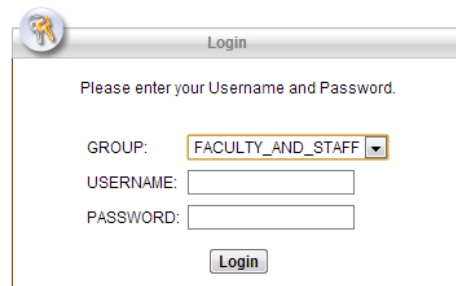 Login
Please enter your Username and Password.
GROUP: FACULTY_AND_STAFF
USERNAME:
PASSWORD:
Login